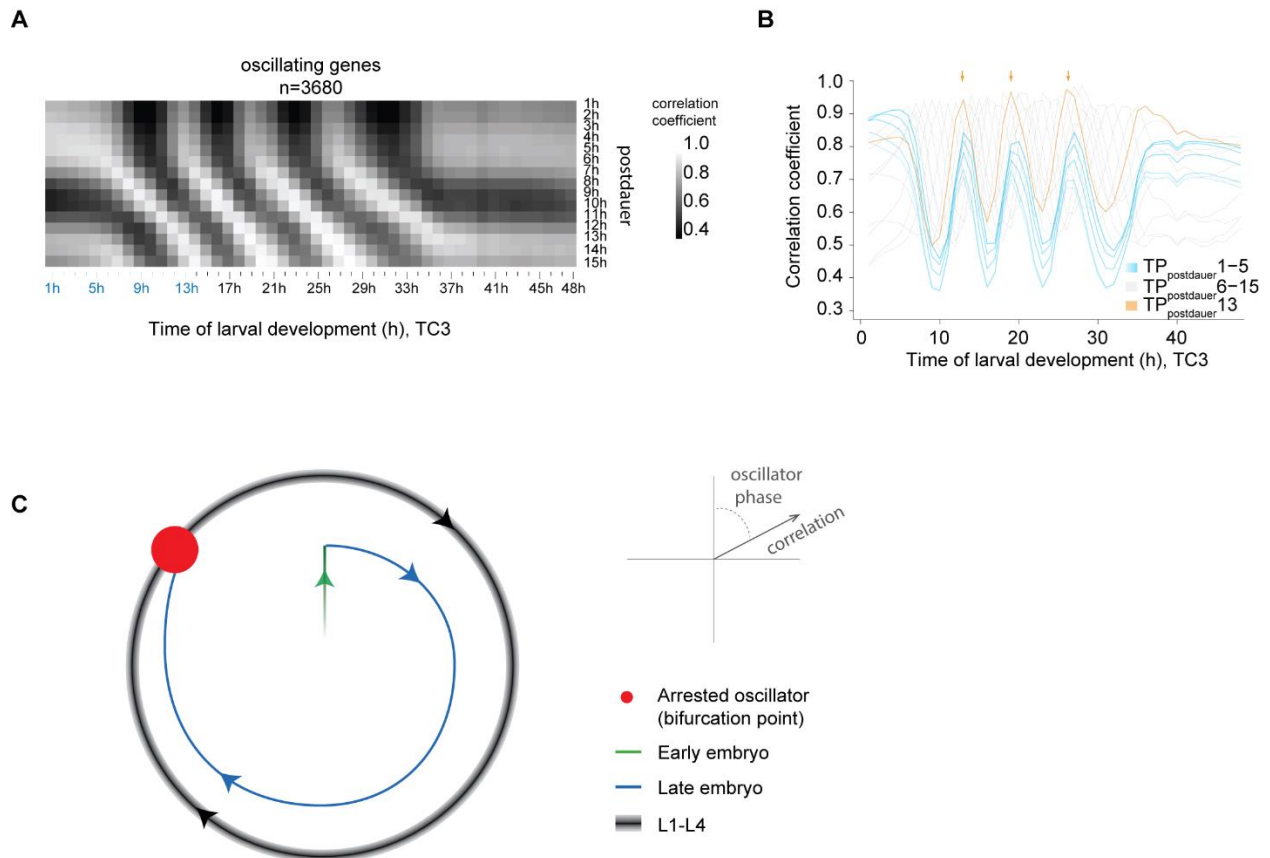 A
oscillating genes
n=3680
1h
2h
3h
4h
5h
6h
7h
8h
9h
10h
11h
12h
13h
14h
15h
postdauer
1h 5h 9h 13h 17h 21h 25h 29h 33h 37h 41h 45h 48h
Time of larval development (h), TC3
correlation
coefficient
1.0
0.8
0.6
0.4
B
Correlation coefficient
1.0
0.9
0.8
0.7
0.6
0.5
0.4
0.3
TPpostdauer1−5
TPpostdauer6−15
TPpostdauer13
0 10 20 30 40
Time of larval development (h), TC3
C
oscillator
phase
correlation
Arrested oscillator
(bifurcation point)
Early embryo
Late embryo
L1-L4